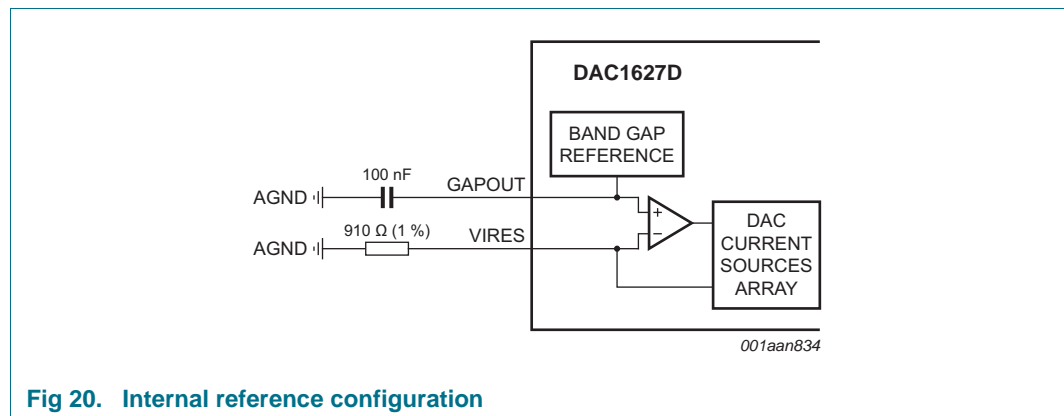 DAC1627D
BAND GAP
REFERENCE
100 nF
GAPOUT
AGND
910 Ω (1 %)
VIRES
AGND
+
−
DAC
CURRENT
SOURCES
ARRAY
001aan834
Fig 20. Internal reference configuration